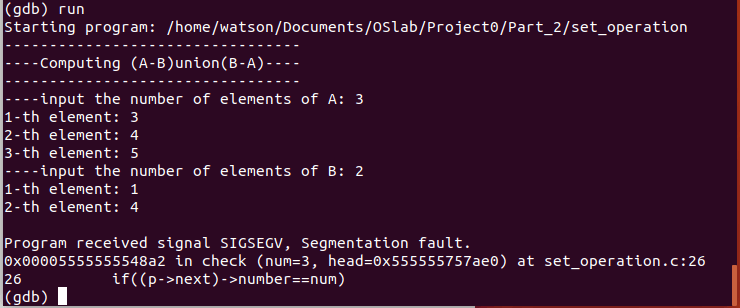 (gdb) run
Starting program: /home/watson/Documents/OSlab/Project0/Part_2/set_operation
----------------------------------
----Computing (A-B)union(B-A)----
----------------------------------
----input the number of elements of A: 3
1-th element: 3
2-th element: 4
3-th element: 5
----input the number of elements of B: 2
1-th element: 1
2-th element: 4
Program received signal SIGSEGV, Segmentation fault.
0x00005555555548a2 in check (num=3, head=0x555555757ae0) at set_operation.c:26
26 if((p->next)->number==num)
(gdb)